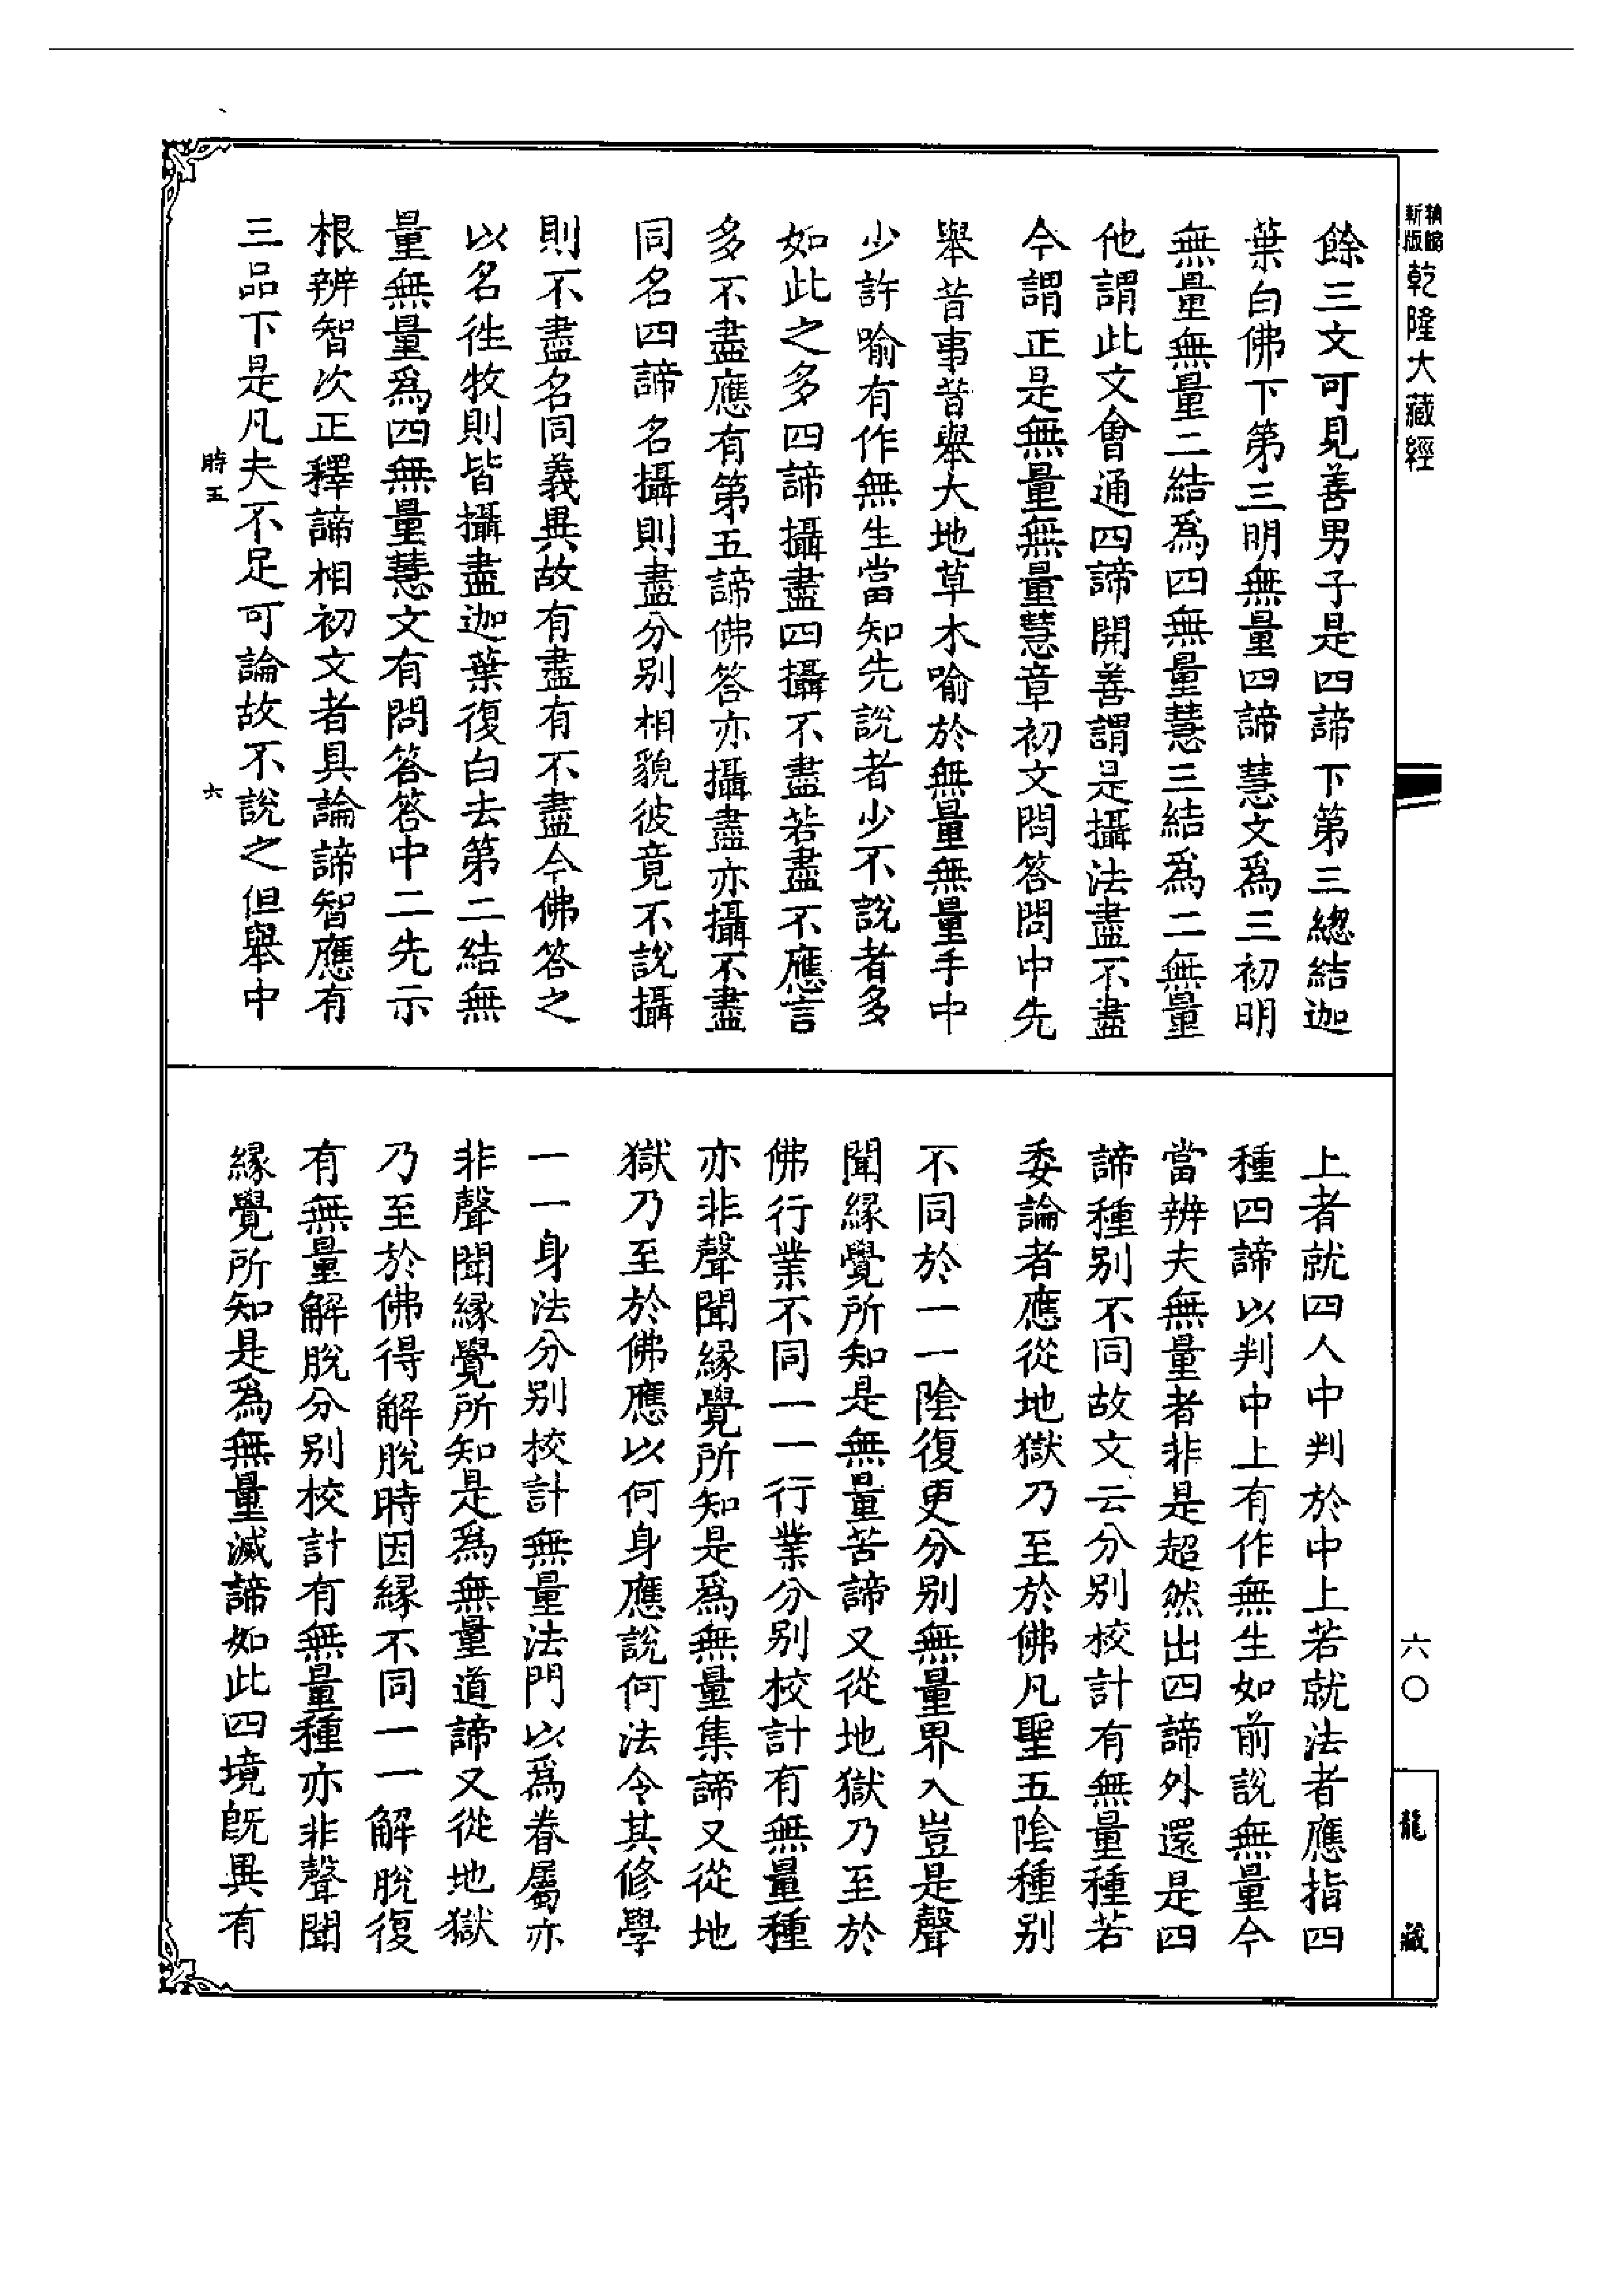 新版
精縮
乾隆大藏經
六〇
龍藏
餘三文可見善男子是四諦下第三總結迦
葉白佛下第三明無量四諦慧文為三初明
無量無量二結為四無量慧三結為二無量
他謂此文會通四諦開善謂是攝法盡不盡
今謂正是無量無量慧章初文問答問中先
舉昔事昔舉大地草木喻於無量無量手中
少許喻有作無生當知先說者少不說者多
如此之多四諦攝盡四攝不盡若盡不應言
多不盡應有第五諦佛答亦攝盡亦攝不盡
同名四諦名攝則盡分別相貌彼竟不說攝
則不盡名同義異故有盡有不盡今佛答之
以名往牧則皆攝盡迦葉復白去第二結無
量無量為四無量慧文有問答答中二先示
根辨智次正釋諦相初文者具論諦智應有
三品下是凡夫不足可論故不說之但舉中
時五
六
上者就四人中判於中上若就法者應指四
種四諦以判中上有作無生如前說無量今
當辨夫無量者非是超然出四諦外還是四
諦種別不同故文云分別校計有無量種若
委論者應從地獄乃至於佛凡聖五陰種別
不同於一一陰復更分別無量界入豈是聲
聞緣覺所知是無量苦諦又從地獄乃至於
佛行業不同一一行業分別校計有無量種
亦非聲聞緣覺所知是為無量集諦又從地
獄乃至於佛應以何身應說何法令其修學
一一身法分別校計無量法門以為眷屬亦
非聲聞緣覺所知是為無量道諦又從地獄
乃至於佛得解脫時因緣不同一一解脫復
有無量解脫分別校計有無量種亦非聲聞
緣覺所知是為無量滅諦如此四境既異有